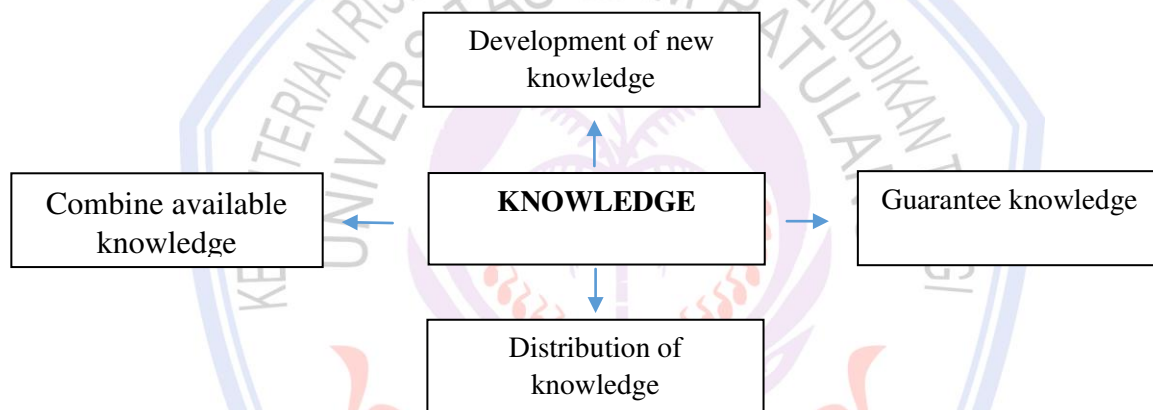 Development of new
knowledge
Combine available
knowledge
KNOWLEDGE
Guarantee knowledge
Distribution of
knowledge